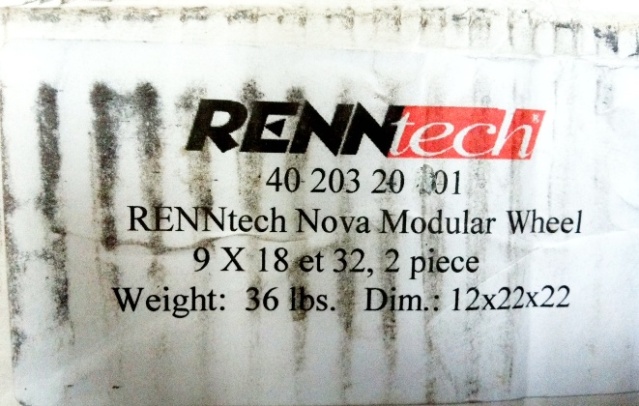 RENNtech
40 203 20 01
RENNtech Nova Modular Wheel
9 X 18 et 32, 2 piece
Weight: 36 lbs. Dim.: 12x22x22